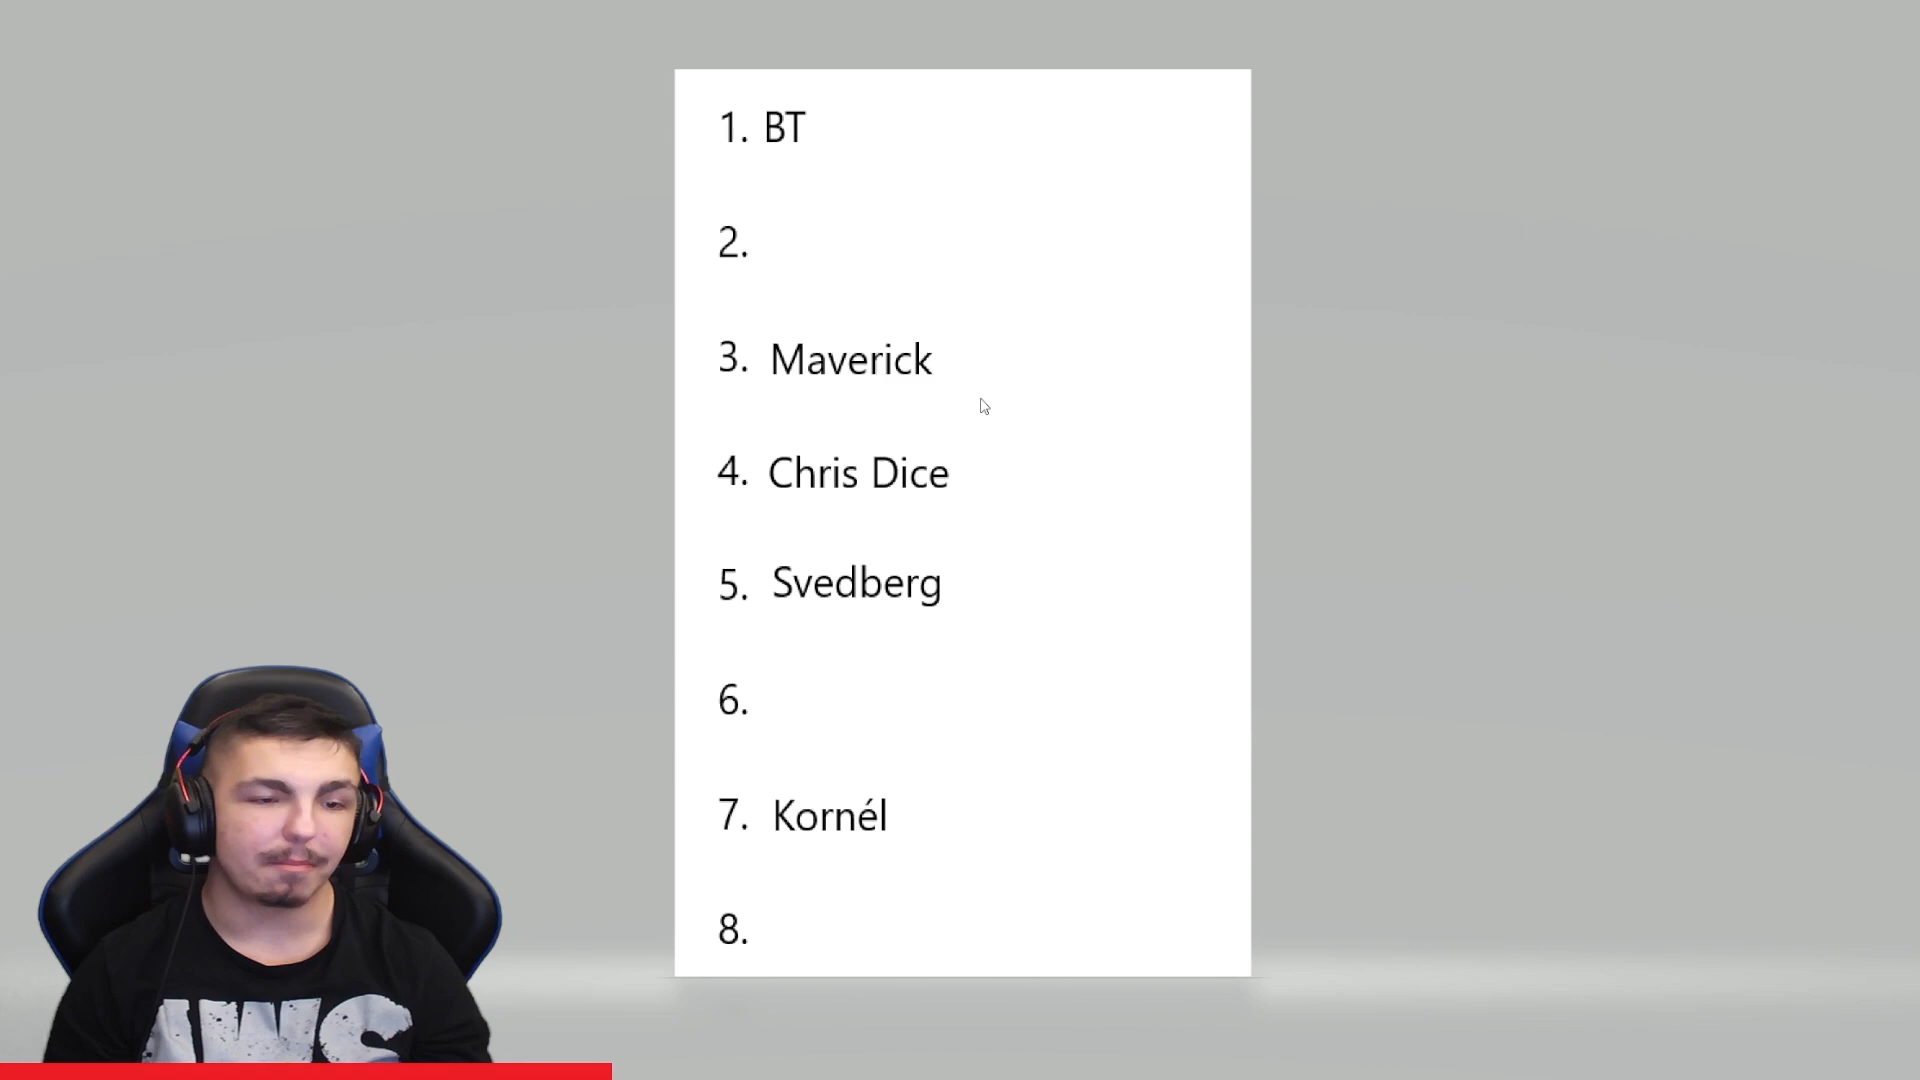 1. BT
2.
3. Maverick
4. Chris Dice
5. Svedberg
6.
7. Kornél
8.